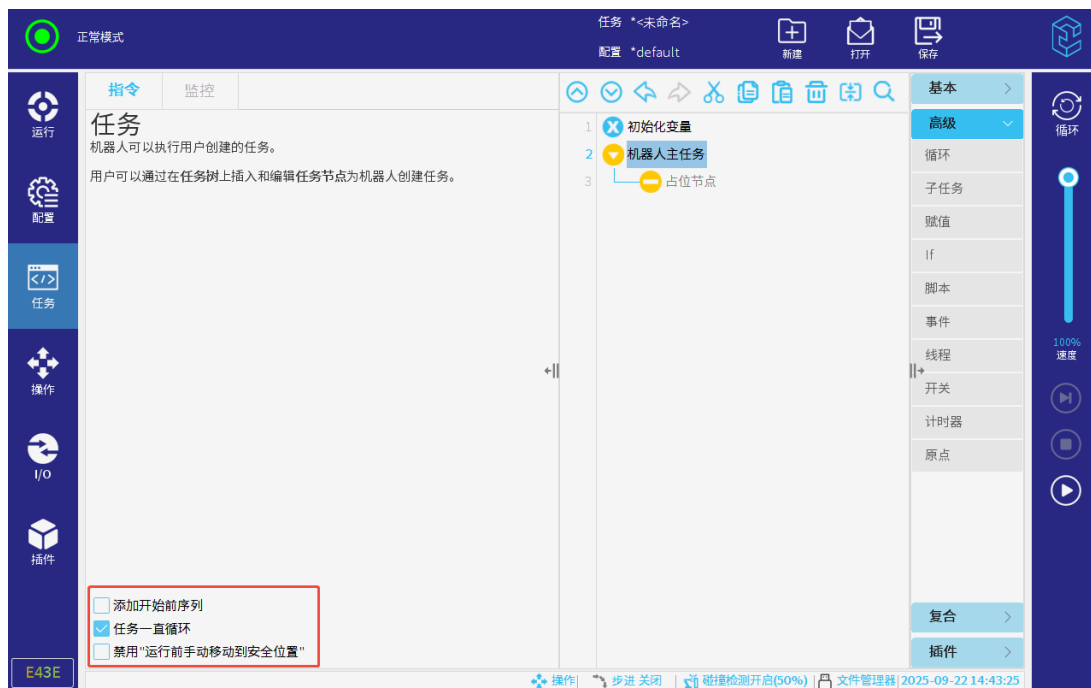 正常模式
任务 *<未命名>
配置 *default
新建
打开
保存
运行
配置
任务
操作
I/O
插件
E43E
指令
监控
任务
机器人可以执行用户创建的任务。
用户可以通过在任务树上插入和编辑任务节点为机器人创建任务。
添加开始前序列
任务一直循环
禁用"运行前手动移动到安全位置"
1 初始化变量
2 机器人主任务
3 占位节点
基本
高级
循环
子任务
赋值
If
脚本
事件
线程
开关
计时器
原点
复合
插件
循环
100%
速度
操作| 步进 关闭 | 碰撞检测开启(50%) | 文件管理器|2025-09-22 14:43:25